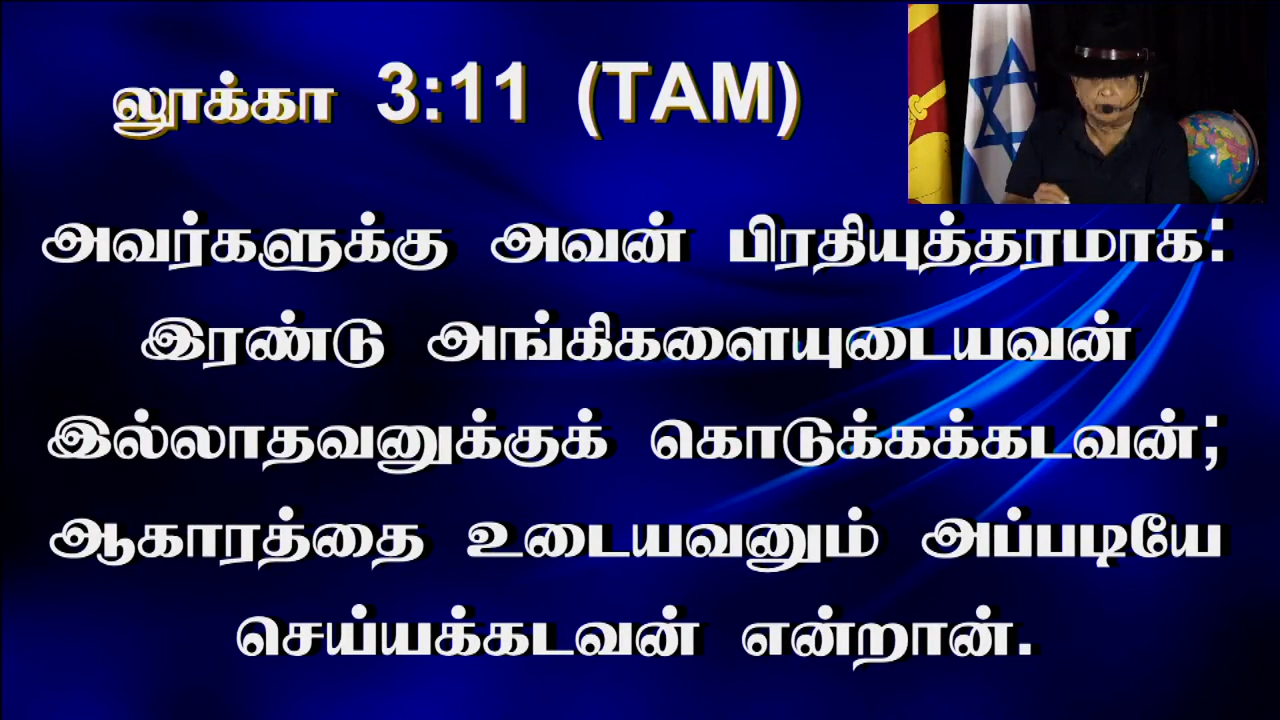 லூக்கா 3:11 (TAM)
அவர்களுக்கு அவன் பிரதியுத்தரமாக:
இரண்டு அங்கிகளையுடையவன்
இல்லாதவனுக்குக் கொடுக்கக்கடவன்;
ஆகாரத்தை உடையவனும் அப்படியே
செய்யக்கடவன் என்றான்.